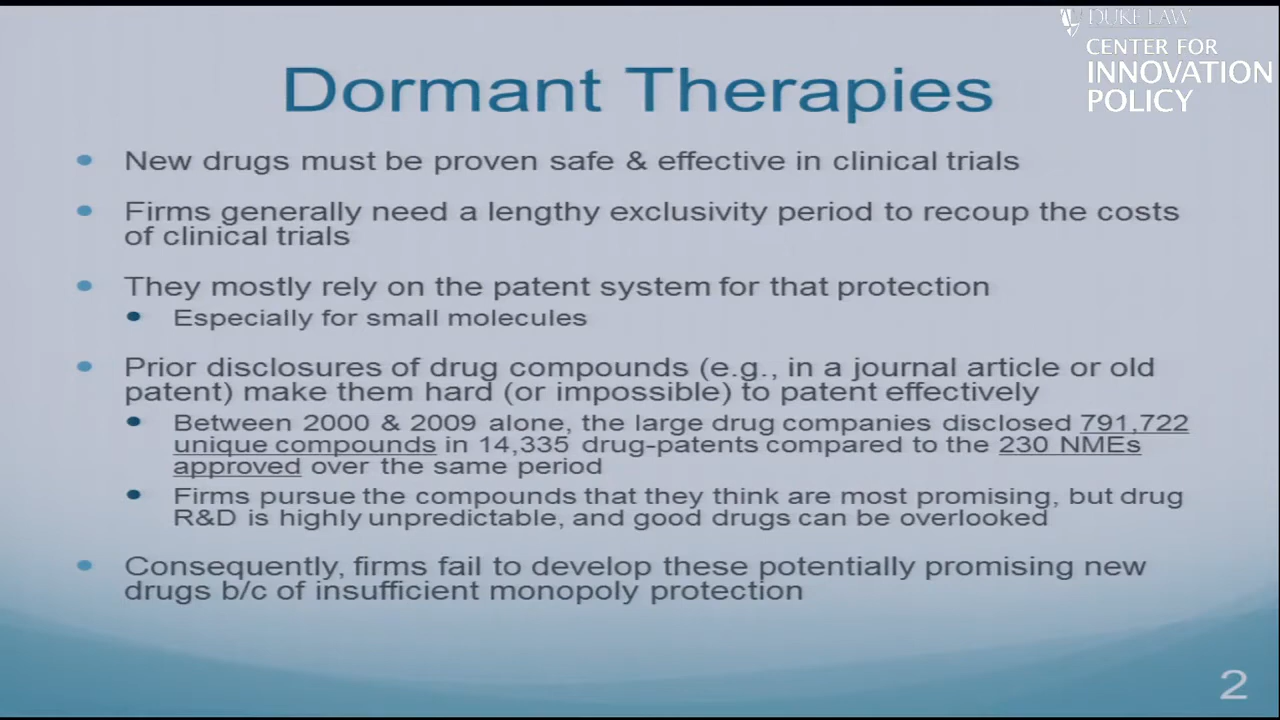 DUKE LAW
CENTER FOR
INNOVATION
POLICY
Dormant Therapies
New drugs must be proven safe & effective in clinical trials
Firms generally need a lengthy exclusivity period to recoup the costs
of clinical trials
They mostly rely on the patent system for that protection
Especially for small molecules
Prior disclosures of drug compounds (e.g., in a journal article or old
patent) make them hard (or impossible) to patent effectively
Between 2000 & 2009 alone, the large drug companies disclosed 791,722
unique compounds in 14,335 drug-patents compared to the 230 NMEs
approved over the same period
Firms pursue the compounds that they think are most promising, but drug
R&D is highly unpredictable, and good drugs can be overlooked
Consequently, firms fail to develop these potentially promising new
drugs b/c of insufficient monopoly protection
2